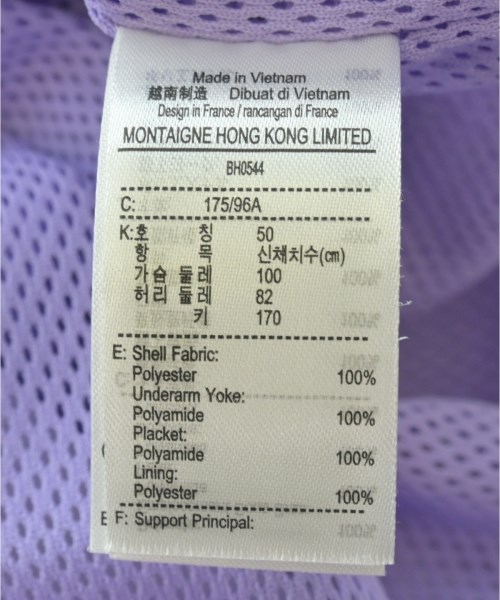 Made in Vietnam
越南制造 Dibuat di Vietnam
Design in France / rancangan di France
MONTAIGNE HONG KONG LIMITED
BH0544
C: 175/96A
K:호 칭 50
항 목 신체치수(cm)
가슴 둘레 100
허리 둘레 82
키 170
E: Shell Fabric:
Polyester 100%
Underarm Yoke:
Polyamide 100%
Placket:
Polyamide 100%
Lining:
Polyester 100%
F: Support Principal: